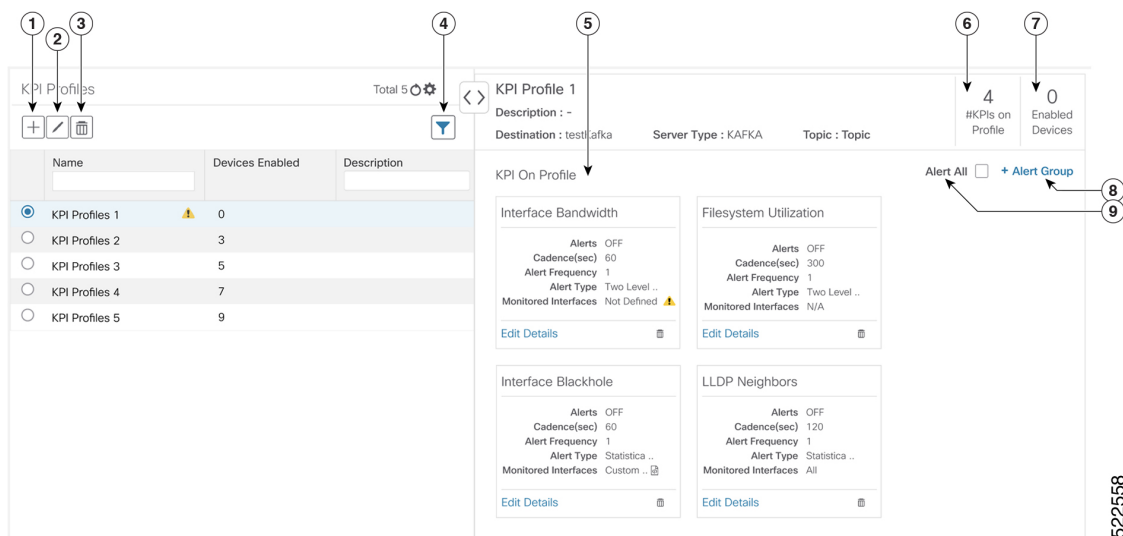 1
2
3
4
5
6
7
KPI Profiles
Total 5
Name
Devices Enabled
Description
KPI Profiles 1
0
KPI Profiles 2
3
KPI Profiles 3
5
KPI Profiles 4
7
KPI Profiles 5
9
KPI Profile 1
Description : -
Destination : testKafka
Server Type : KAFKA
Topic : Topic
4
#KPIs on
Profile
0
Enabled
Devices
KPI On Profile
Alert All
+ Alert Group
8
9
Interface Bandwidth
Alerts OFF
Cadence(sec) 60
Alert Frequency 1
Alert Type Two Level ..
Monitored Interfaces Not Defined
Edit Details
Filesystem Utilization
Alerts OFF
Cadence(sec) 300
Alert Frequency 1
Alert Type Two Level ..
Monitored Interfaces N/A
Edit Details
Interface Blackhole
Alerts OFF
Cadence(sec) 60
Alert Frequency 1
Alert Type Statistica ..
Monitored Interfaces Custom ..
Edit Details
LLDP Neighbors
Alerts OFF
Cadence(sec) 120
Alert Frequency 1
Alert Type Statistica ..
Monitored Interfaces All
Edit Details
522558